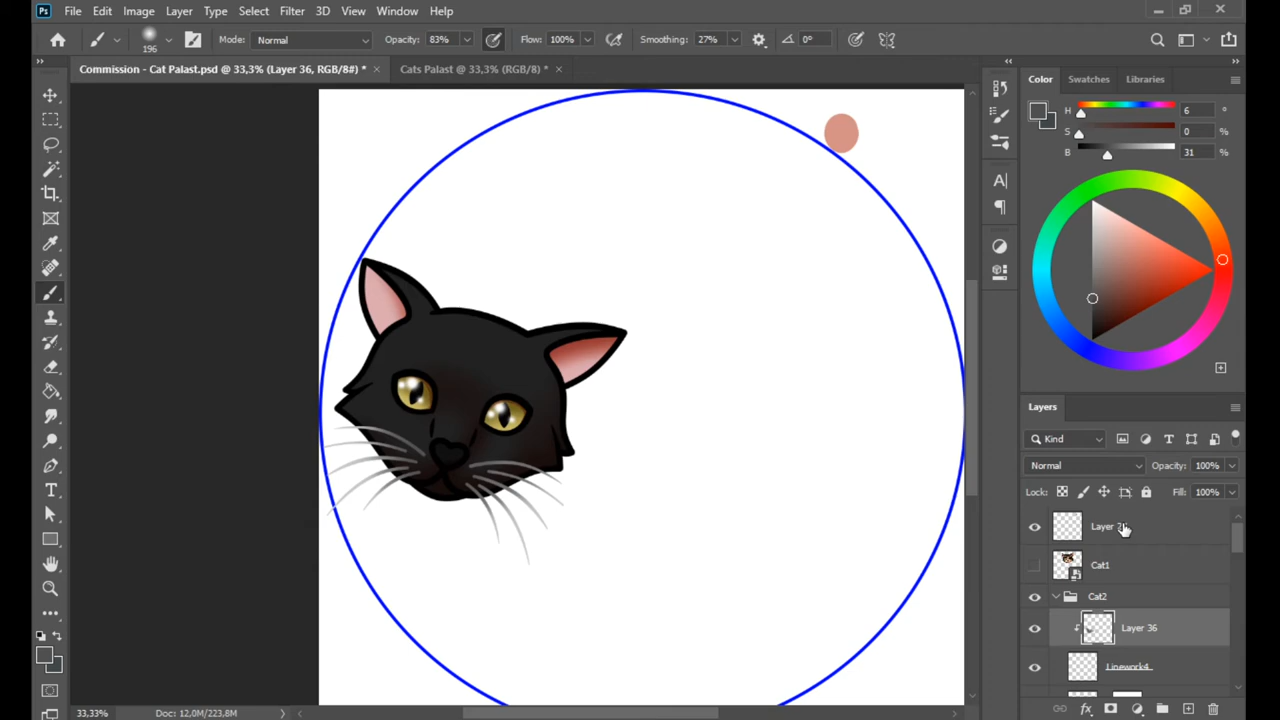 Ps File Edit Image Layer Type Select Filter 3D View Window Help
196 Mode: Normal Opacity: 83% Flow: 100% Smoothing: 27% 0°
Commission - Cat Palast.psd @ 33,3% (Layer 36, RGB/8#) * × Cats Palast @ 33,3% (RGB/8) * ×
Color Swatches Libraries
H 6 °
S 0 %
B 31 %
Layers
Kind
Normal Opacity: 100%
Lock: Fill: 100%
Layer
Cat1
Cat2
Layer 36
Linework4
33,33% Doc: 12,0M/223,8M